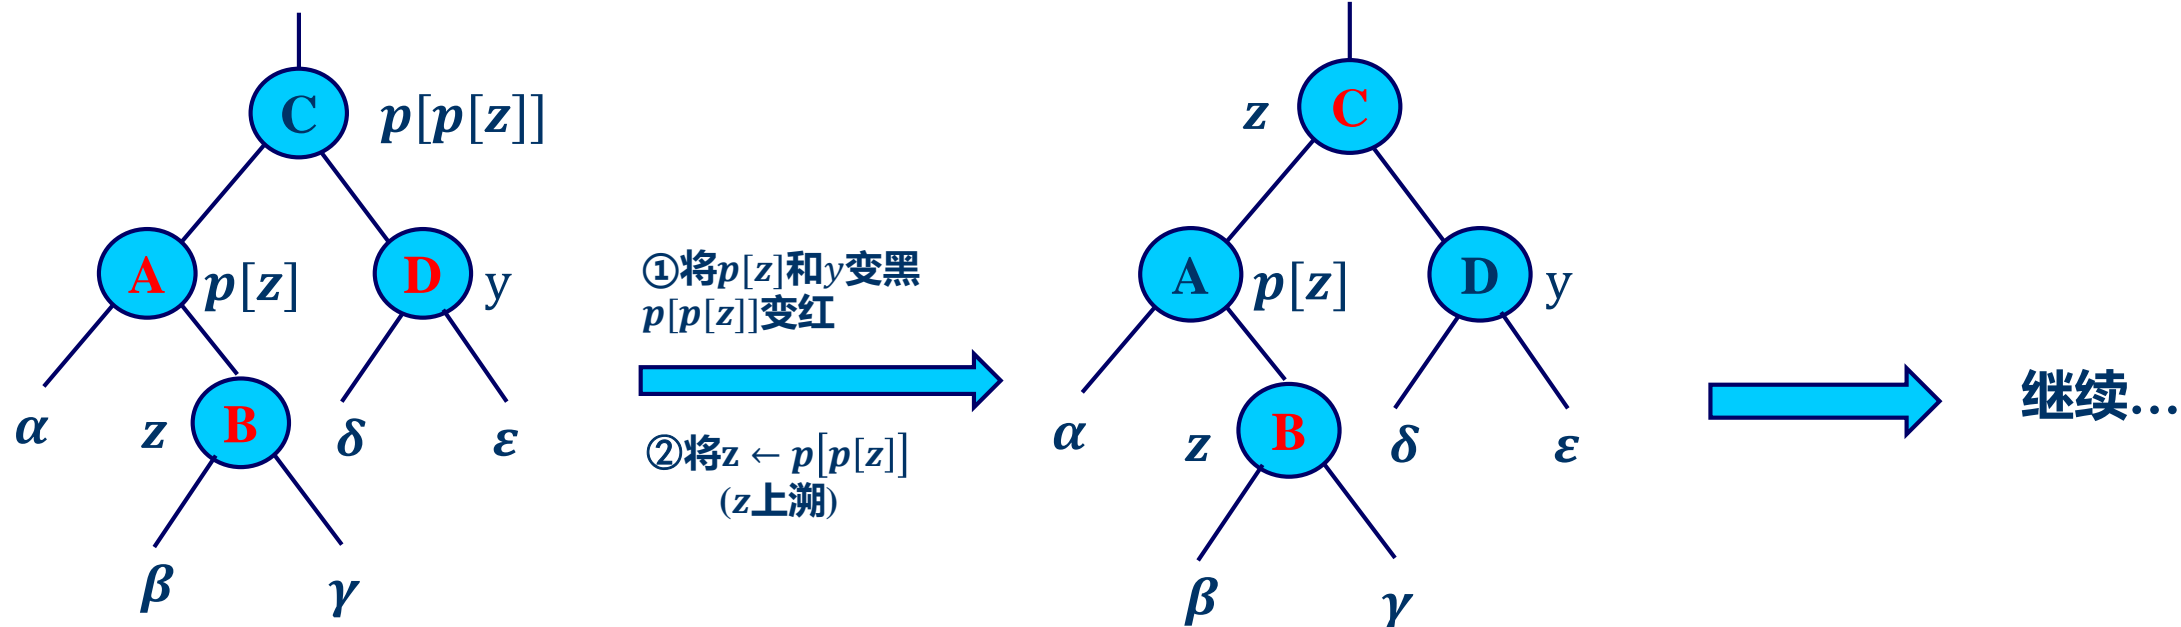 C p[p[z]]
A p[z] D y
α z B δ ε
β γ
①将p[z]和y变黑
p[p[z]]变红
②将z ← p[p[z]]
(z上溯)
z C
A p[z] D y
α z B δ ε
β γ
继续…